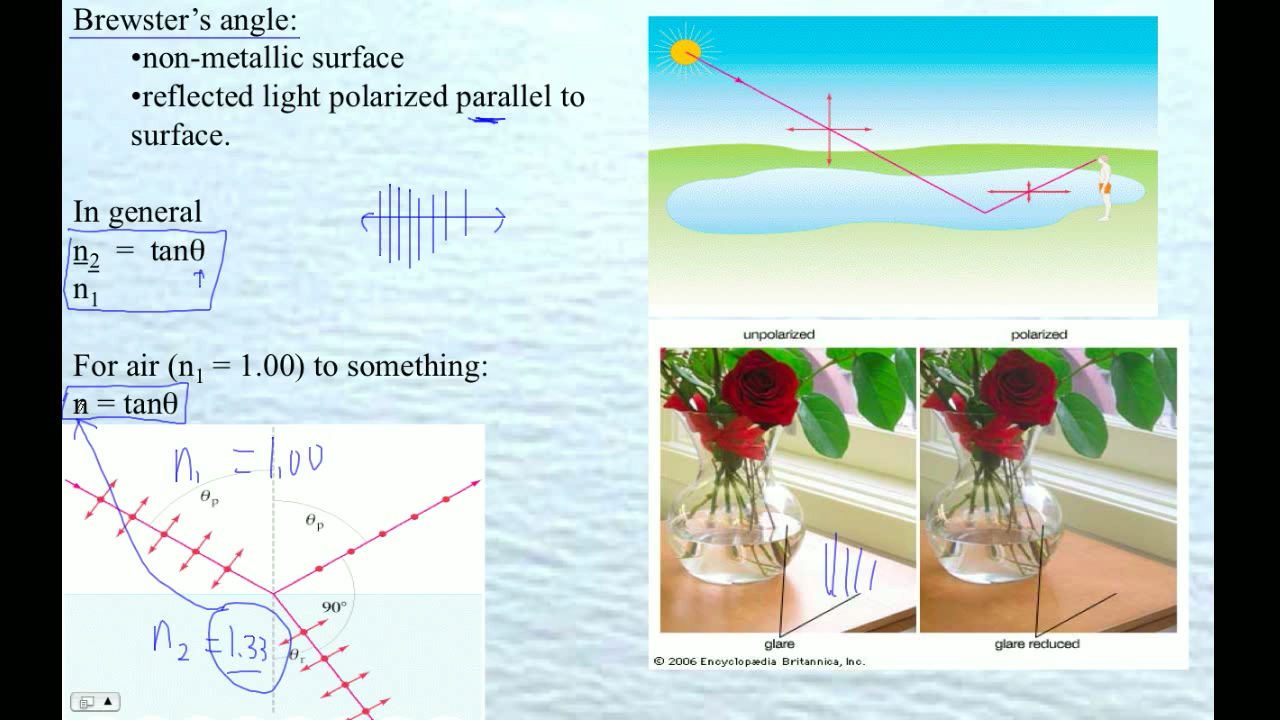 Brewster's angle:
•non-metallic surface
•reflected light polarized parallel to
surface.
In general
n2 = tanθ
n1
For air (n1 = 1.00) to something:
n = tanθ
n1 = 1.00
θp
θp
90°
n2 = 1.33
θr
unpolarized
polarized
glare
glare reduced
© 2006 Encyclopædia Britannica, Inc.